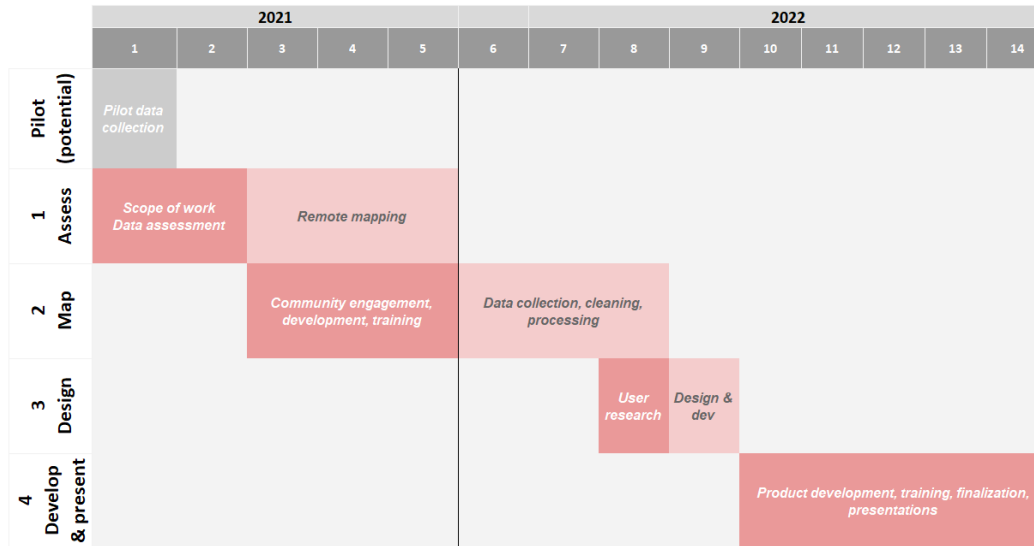 2021
2022
1
2
3
4
5
6
7
8
9
10
11
12
13
14
Pilot
(potential)
Pilot data
collection
1
Assess
Scope of work
Data assessment
Remote mapping
2
Map
Community engagement,
development, training
Data collection, cleaning,
processing
3
Design
User
research
Design &
dev
4
Develop
& present
Product development, training, finalization,
presentations